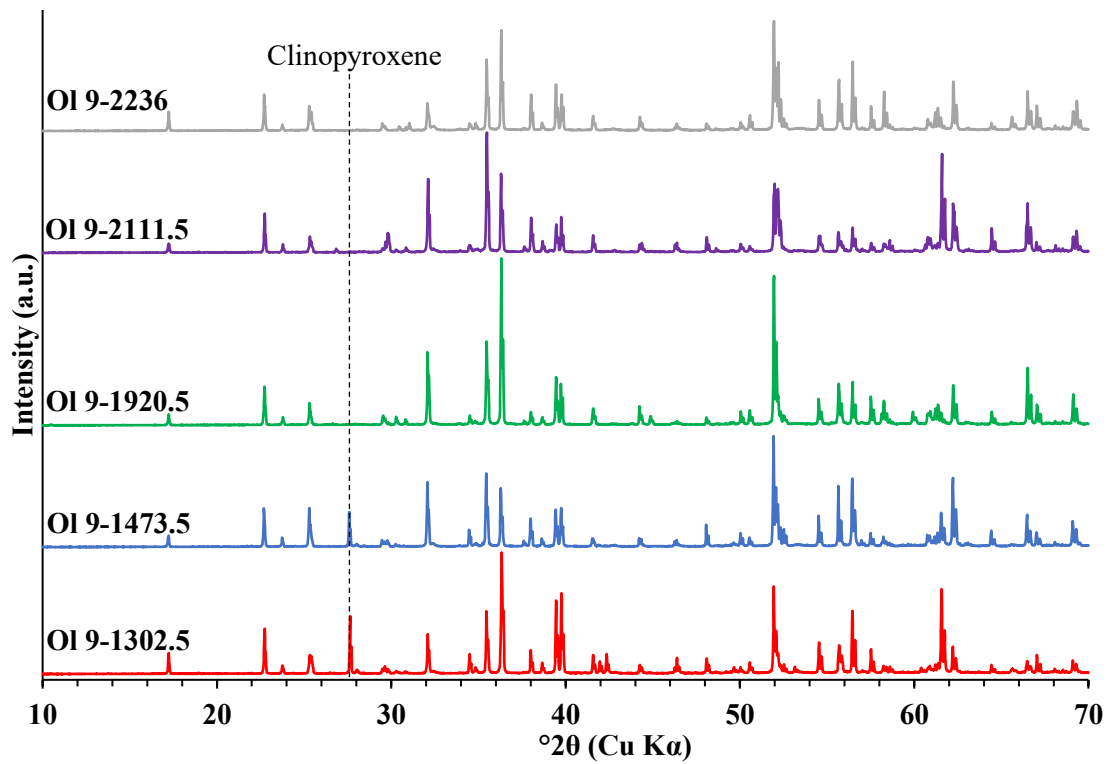 Clinopyroxene
Ol 9-2236
Ol 9-2111.5
Ol 9-1920.5
Ol 9-1473.5
Ol 9-1302.5
Intensity (a.u.)
10 20 30 40 50 60 70
°2θ (Cu Kα)